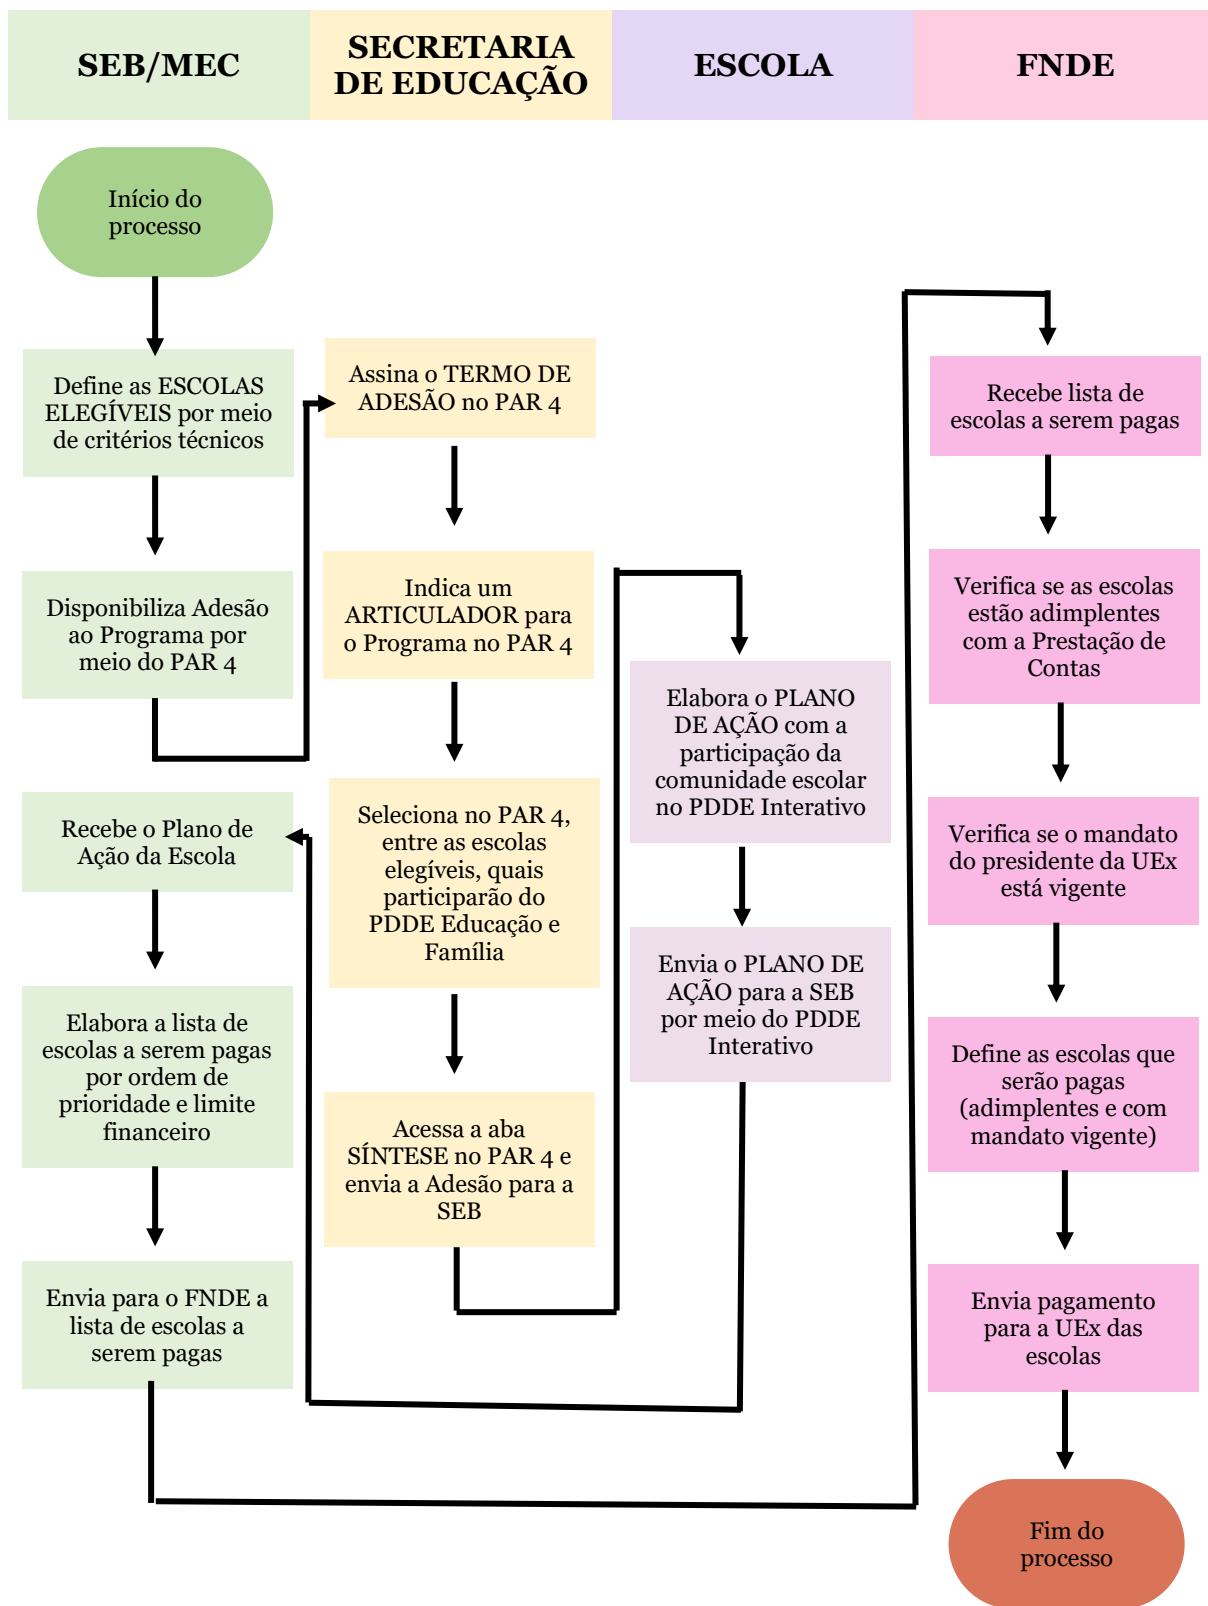 SEB/MEC
SECRETARIA
DE EDUCAÇÃO
ESCOLA
FNDE
Início do
processo
Define as ESCOLAS
ELEGÍVEIS por meio
de critérios técnicos
Disponibiliza Adesão
ao Programa por
meio do PAR 4
Assina o TERMO DE
ADESÃO no PAR 4
Indica um
ARTICULADOR para
o Programa no PAR 4
Seleciona no PAR 4,
entre as escolas
elegíveis, quais
participarão do
PDDE Educação e
Família
Acessa a aba
SÍNTESE no PAR 4 e
envia a Adesão para a
SEB
Elabora o PLANO
DE AÇÃO com a
participação da
comunidade escolar
no PDDE Interativo
Envia o PLANO DE
AÇÃO para a SEB
por meio do PDDE
Interativo
Recebe o Plano de
Ação da Escola
Elabora a lista de
escolas a serem pagas
por ordem de
prioridade e limite
financeiro
Envia para o FNDE a
lista de escolas a
serem pagas
Recebe lista de
escolas a serem pagas
Verifica se as escolas
estão adimplentes
com a Prestação de
Contas
Verifica se o mandato
do presidente da UEx
está vigente
Define as escolas que
serão pagas
(adimplentes e com
mandato vigente)
Envia pagamento
para a UEx das
escolas
Fim do
processo